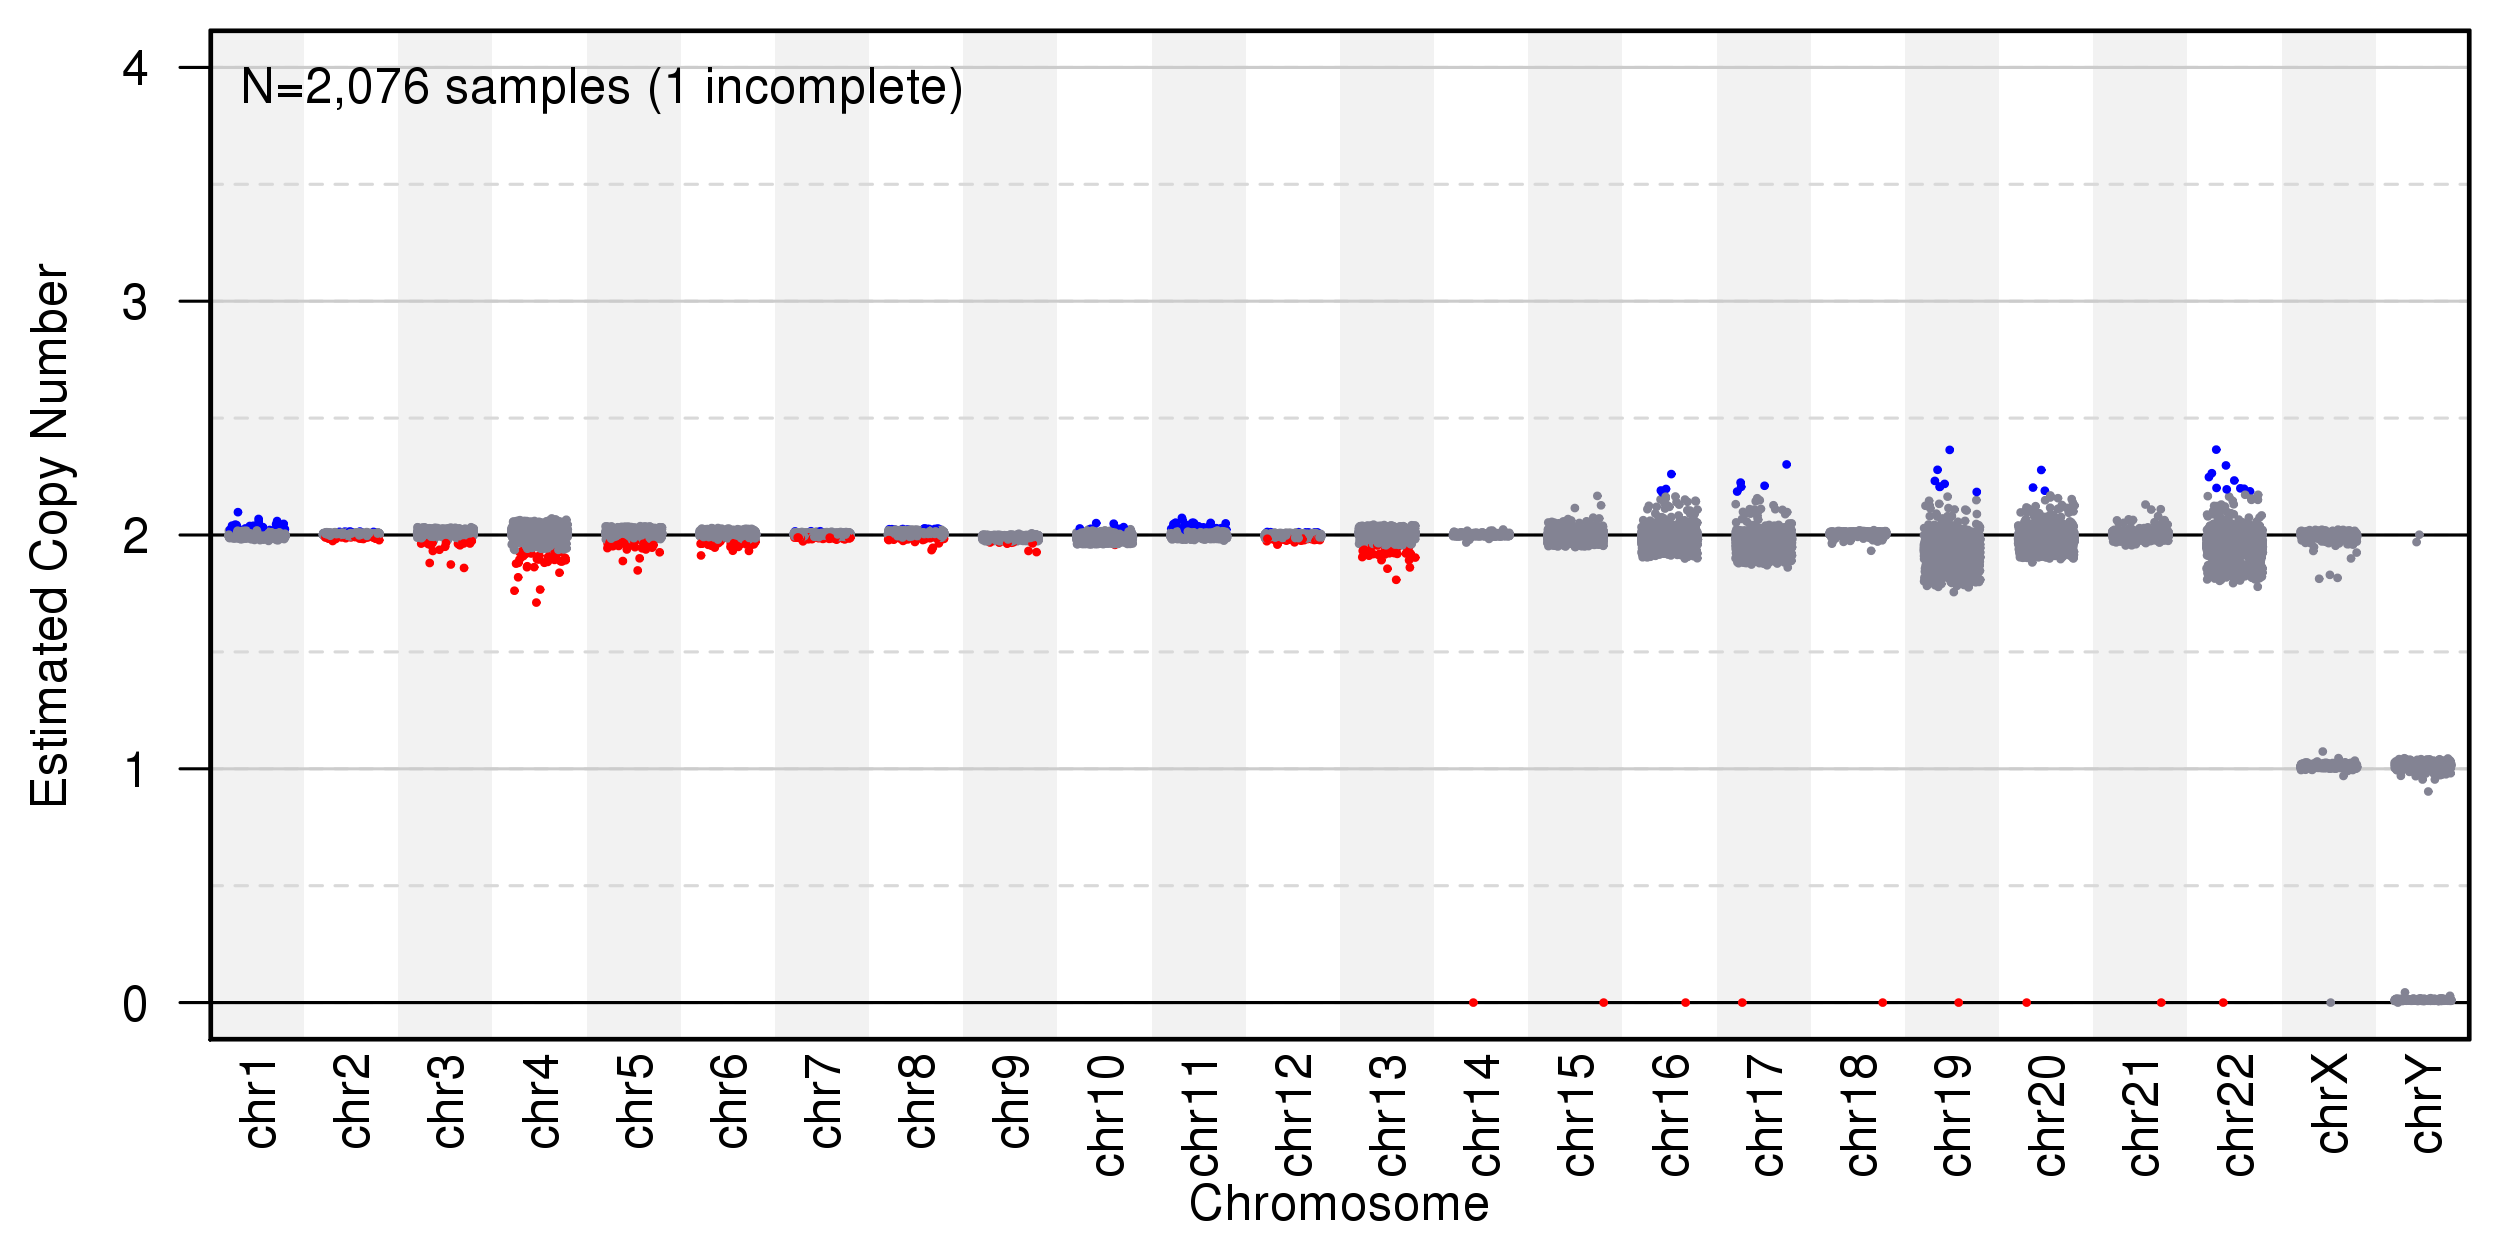 N=2,076 samples (1 incomplete)
Estimated Copy Number
4
3
2
1
0
chr1
chr2
chr3
chr4
chr5
chr6
chr7
chr8
chr9
chr10
chr11
chr12
chr13
chr14
chr15
chr16
chr17
chr18
chr19
chr20
chr21
chr22
chrX
chrY
Chromosome